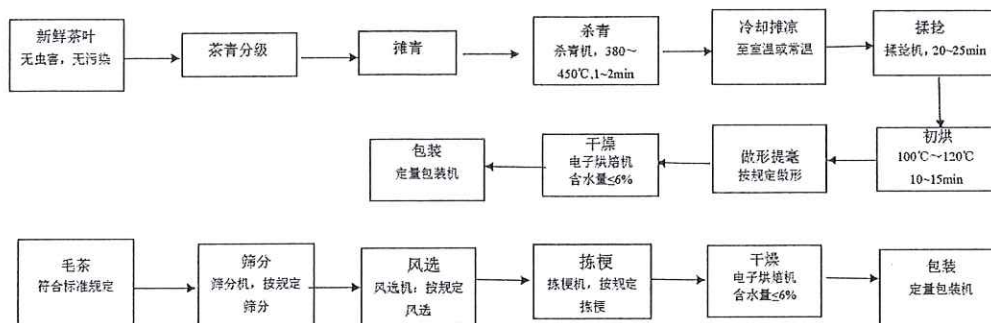 新鲜茶叶
无虫害，无污染
茶青分级
摊青
杀青
杀青机，380～
450℃,1~2min
冷却摊凉
至室温或常温
揉捻
揉捻机，20~25min
初烘
100℃～120℃
10~15min
做形提毫
按规定做形
干燥
电子烘焙机
含水量≤6%
包装
定量包装机
毛茶
符合标准规定
筛分
筛分机，按规定
筛分
风选
风选机：按规定
风选
拣梗
拣梗机，按规定
拣梗
干燥
电子烘焙机
含水量≤6%
包装
定量包装机